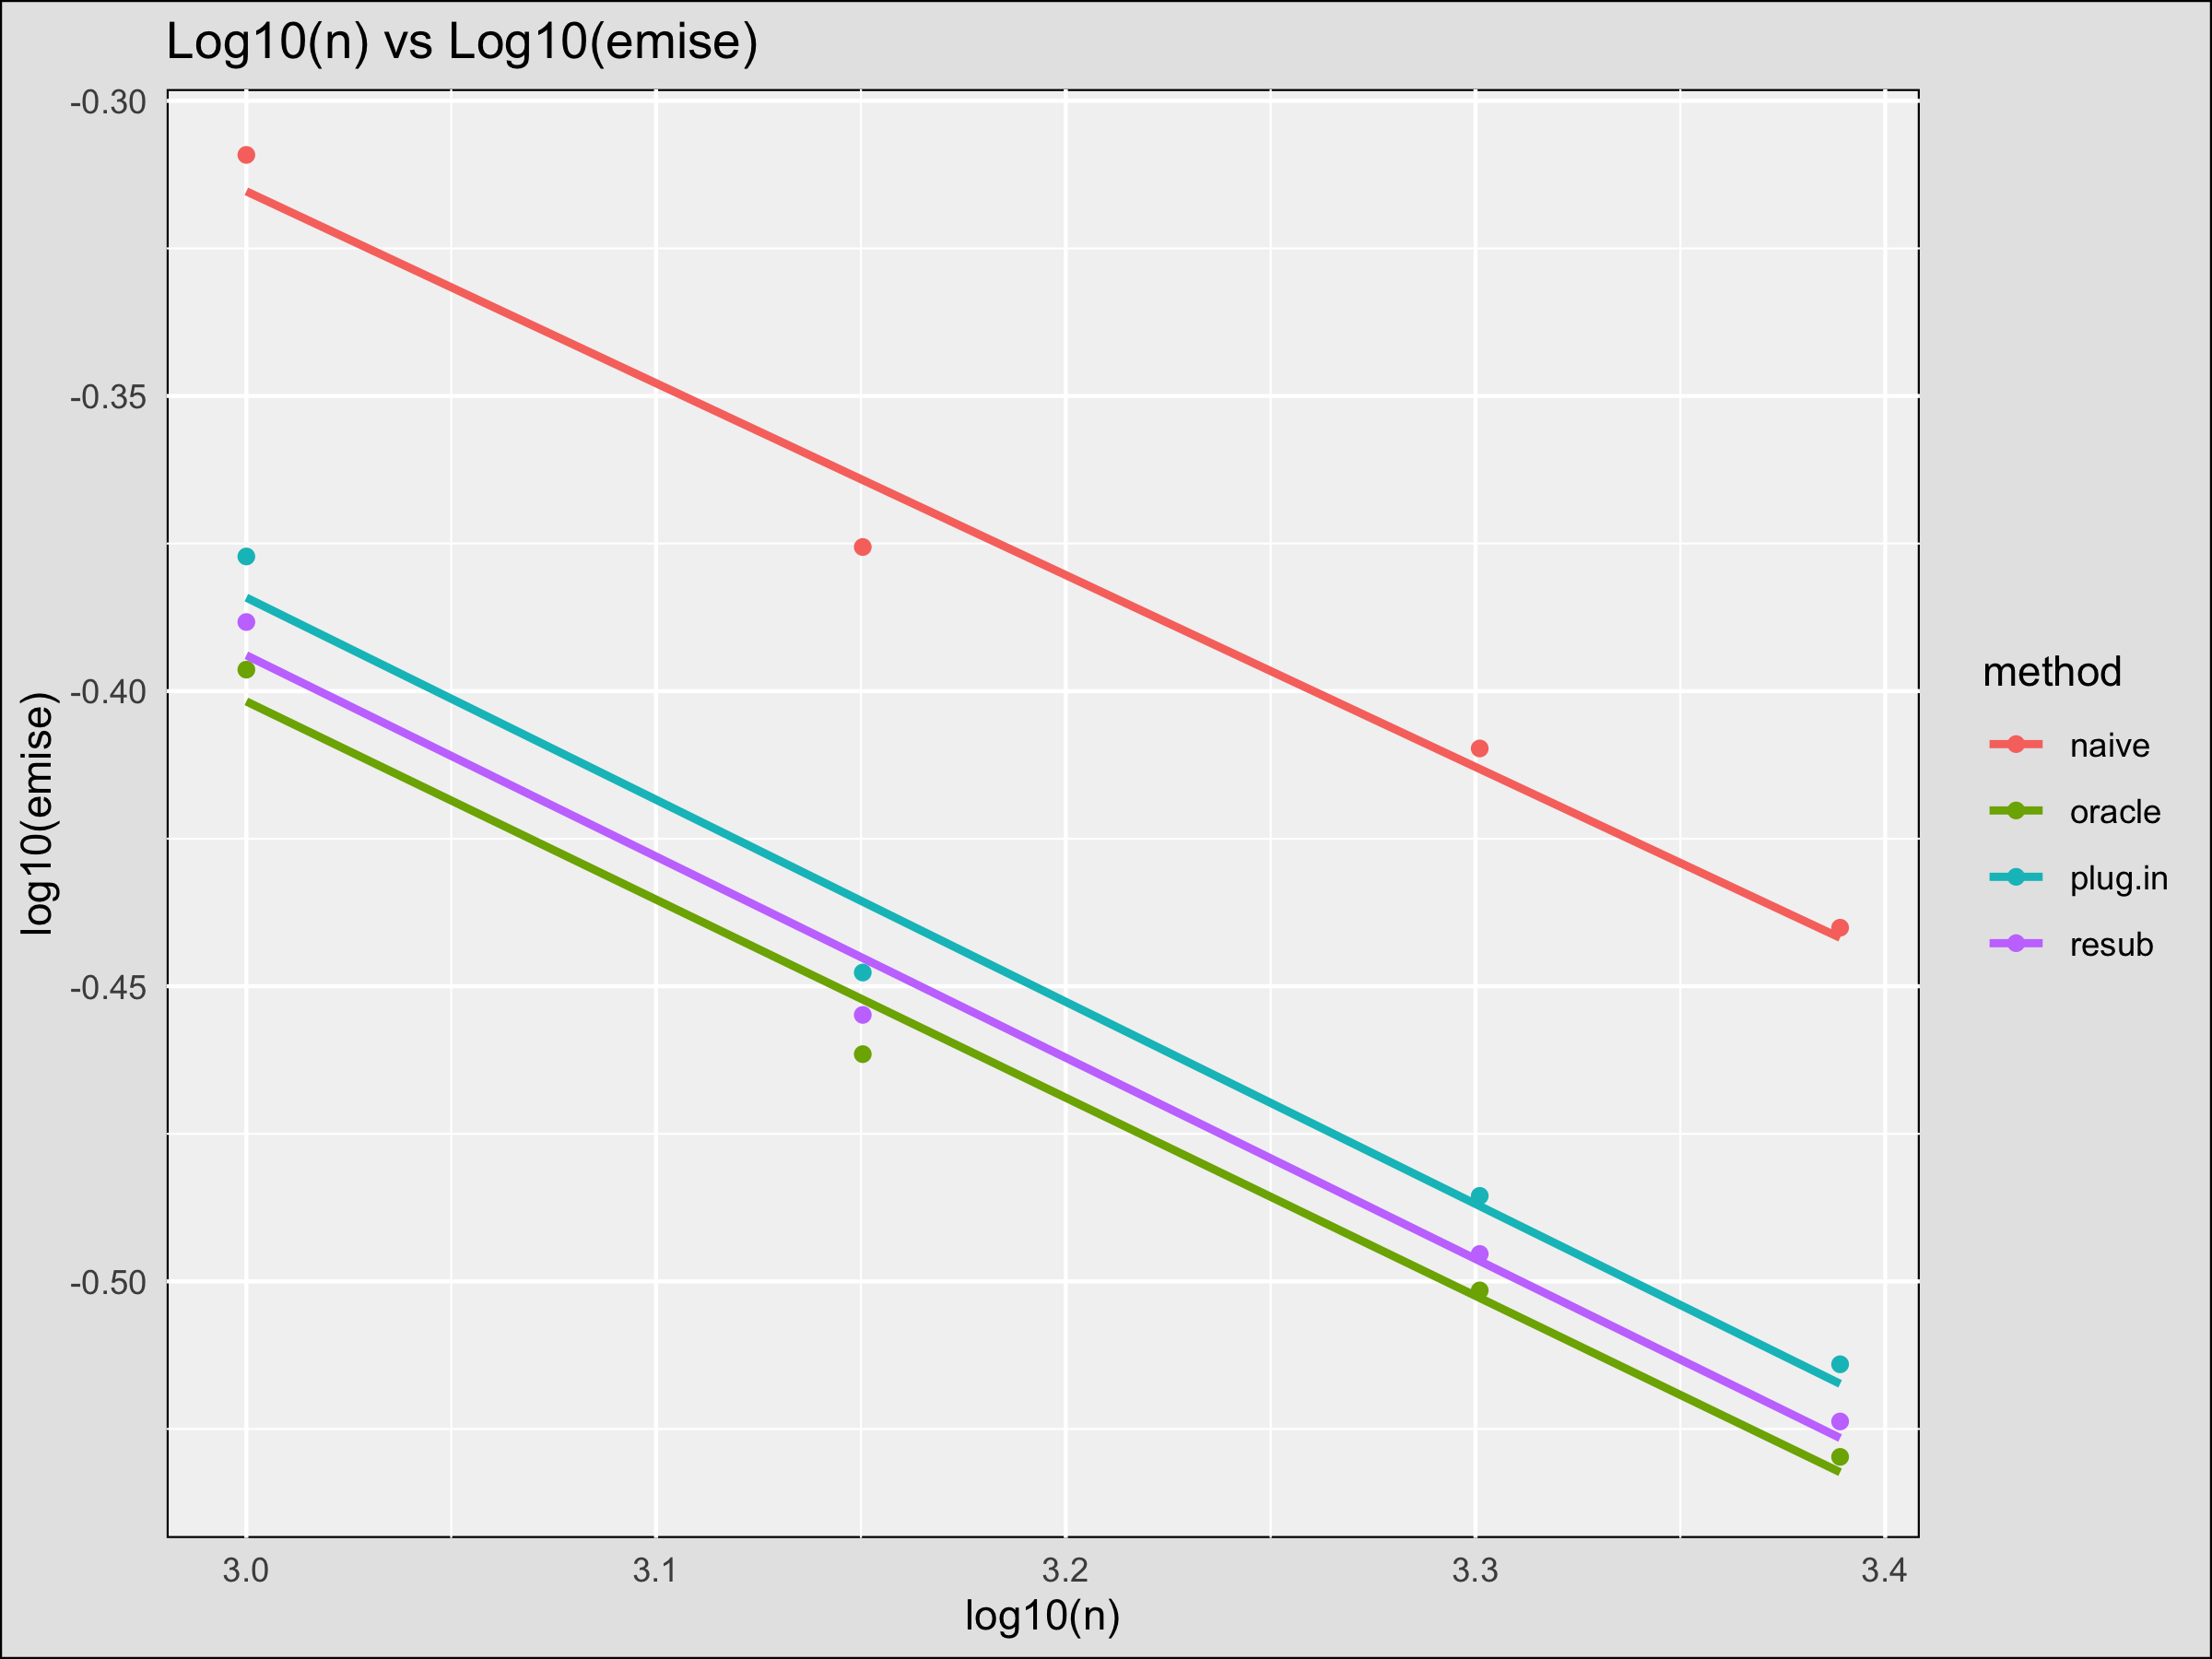 Log10(n) vs Log10(emise)
-0.30
-0.35
-0.40
-0.45
-0.50
log10(emise)
3.0 3.1 3.2 3.3 3.4
log10(n)
method
naive
oracle
plug.in
resub